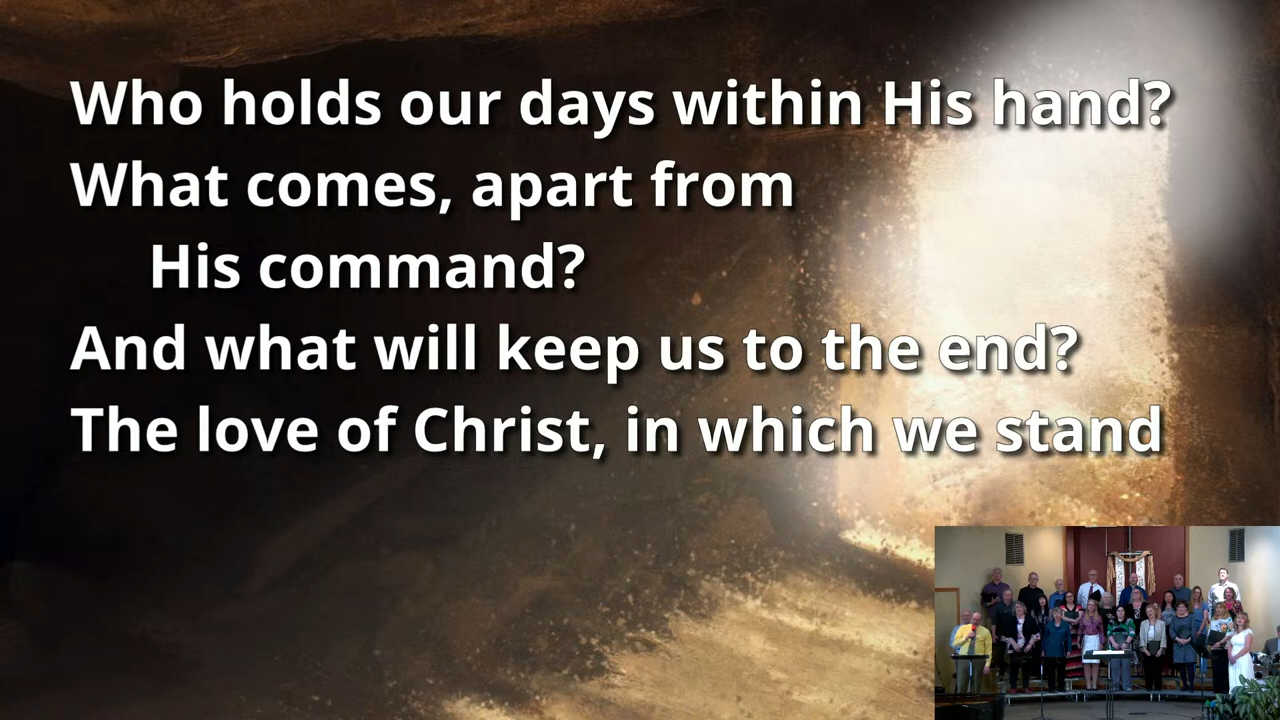 Who holds our days within His hand?
What comes, apart from
His command?
And what will keep us to the end?
The love of Christ, in which we stand